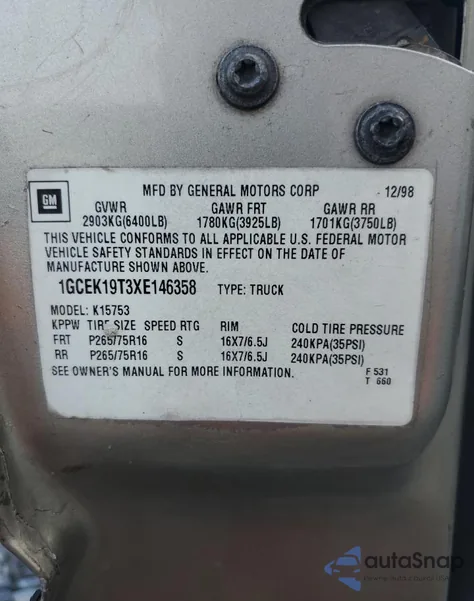 GM
MFD BY GENERAL MOTORS CORP 12/98
GVWR GAWR FRT GAWR RR
2903KG(6400LB) 1780KG(3925LB) 1701KG(3750LB)
THIS VEHICLE CONFORMS TO ALL APPLICABLE U.S. FEDERAL MOTOR
VEHICLE SAFETY STANDARDS IN EFFECT ON THE DATE OF
MANUFACTURE SHOWN ABOVE.
1GCEK19T3XE146358 TYPE: TRUCK
MODEL: K15753
KPPW TIRE SIZE SPEED RTG RIM COLD TIRE PRESSURE
FRT P265/75R16 S 16X7/6.5J 240KPA(35PSI)
RR P265/75R16 S 16X7/6.5J 240KPA(35PSI)
SEE OWNER'S MANUAL FOR MORE INFORMATION.
F 531
T 660
autoSnap